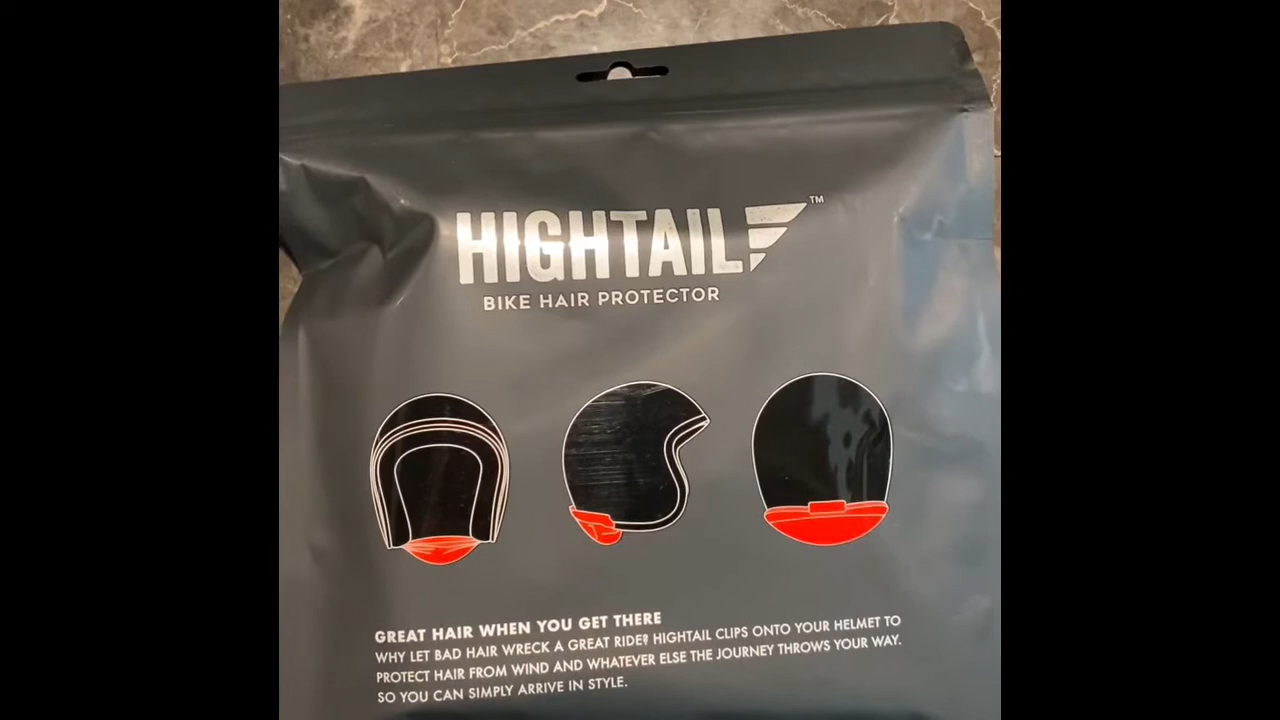 HIGHTAIL™
BIKE HAIR PROTECTOR
GREAT HAIR WHEN YOU GET THERE
WHY LET BAD HAIR WRECK A GREAT RIDE? HIGHTAIL CLIPS ONTO YOUR HELMET TO
PROTECT HAIR FROM WIND AND WHATEVER ELSE THE JOURNEY THROWS YOUR WAY.
SO YOU CAN SIMPLY ARRIVE IN STYLE.